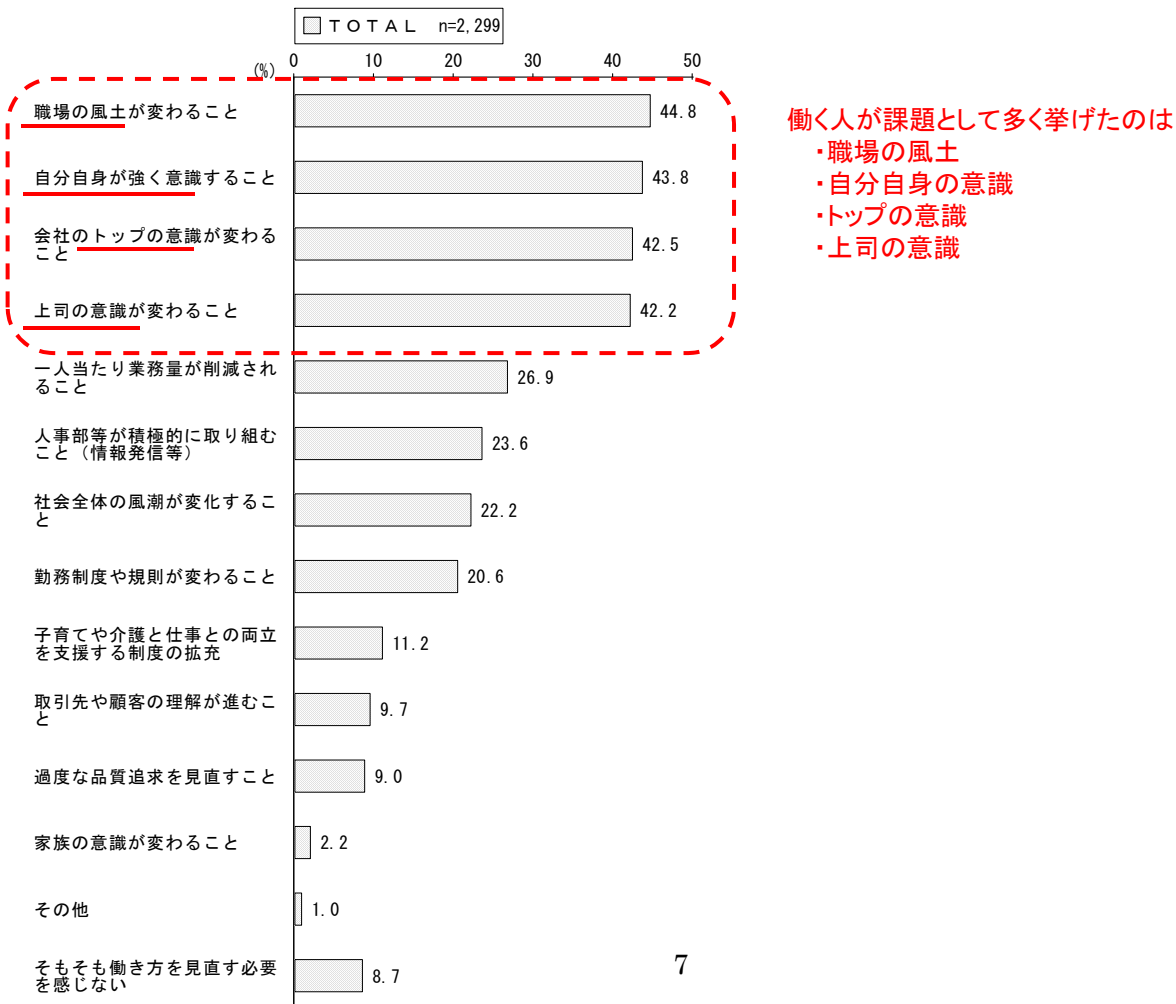 TOTAL n=2,299
(%)
0 10 20 30 40 50
職場の風土が変わること
44.8
自分自身が強く意識すること
43.8
会社のトップの意識が変わる
こと
42.5
上司の意識が変わること
42.2
一人当たり業務量が削減され
ること
26.9
人事部等が積極的に取り組む
こと(情報発信等)
23.6
社会全体の風潮が変化するこ
と
22.2
勤務制度や規則が変わること
20.6
子育てや介護と仕事との両立
を支援する制度の拡充
11.2
取引先や顧客の理解が進むこ
と
9.7
過度な品質追求を見直すこと
9.0
家族の意識が変わること
2.2
その他
1.0
そもそも働き方を見直す必要
を感じない
8.7
働く人が課題として多く挙げたのは
・職場の風土
・自分自身の意識
・トップの意識
・上司の意識
7